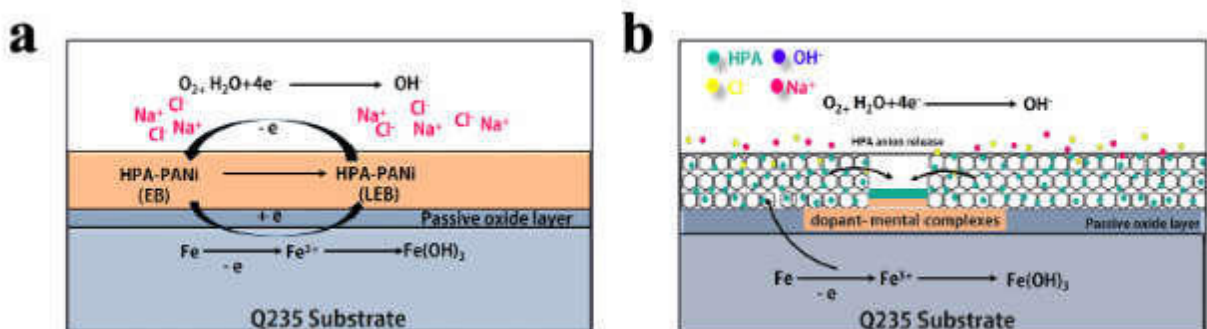 a
O₂₊ H₂O+4e⁻ OH⁻
Na⁺ Cl⁻
Cl⁻ Na⁺
Na⁺ Cl⁻ Cl⁻ Na⁺
Cl⁻ Na⁺
- e
HPA-PANi HPA-PANi
(EB) (LEB)
+ e
Passive oxide layer
Fe Fe³⁺ Fe(OH)₃
- e
Q235 Substrate
b
HPA OH⁻
Cl⁻ Na⁺
O₂₊ H₂O+4e⁻ OH⁻
HPA anion release
dopant- mental complexes
Passive oxide layer
Fe Fe³⁺ Fe(OH)₃
- e
Q235 Substrate